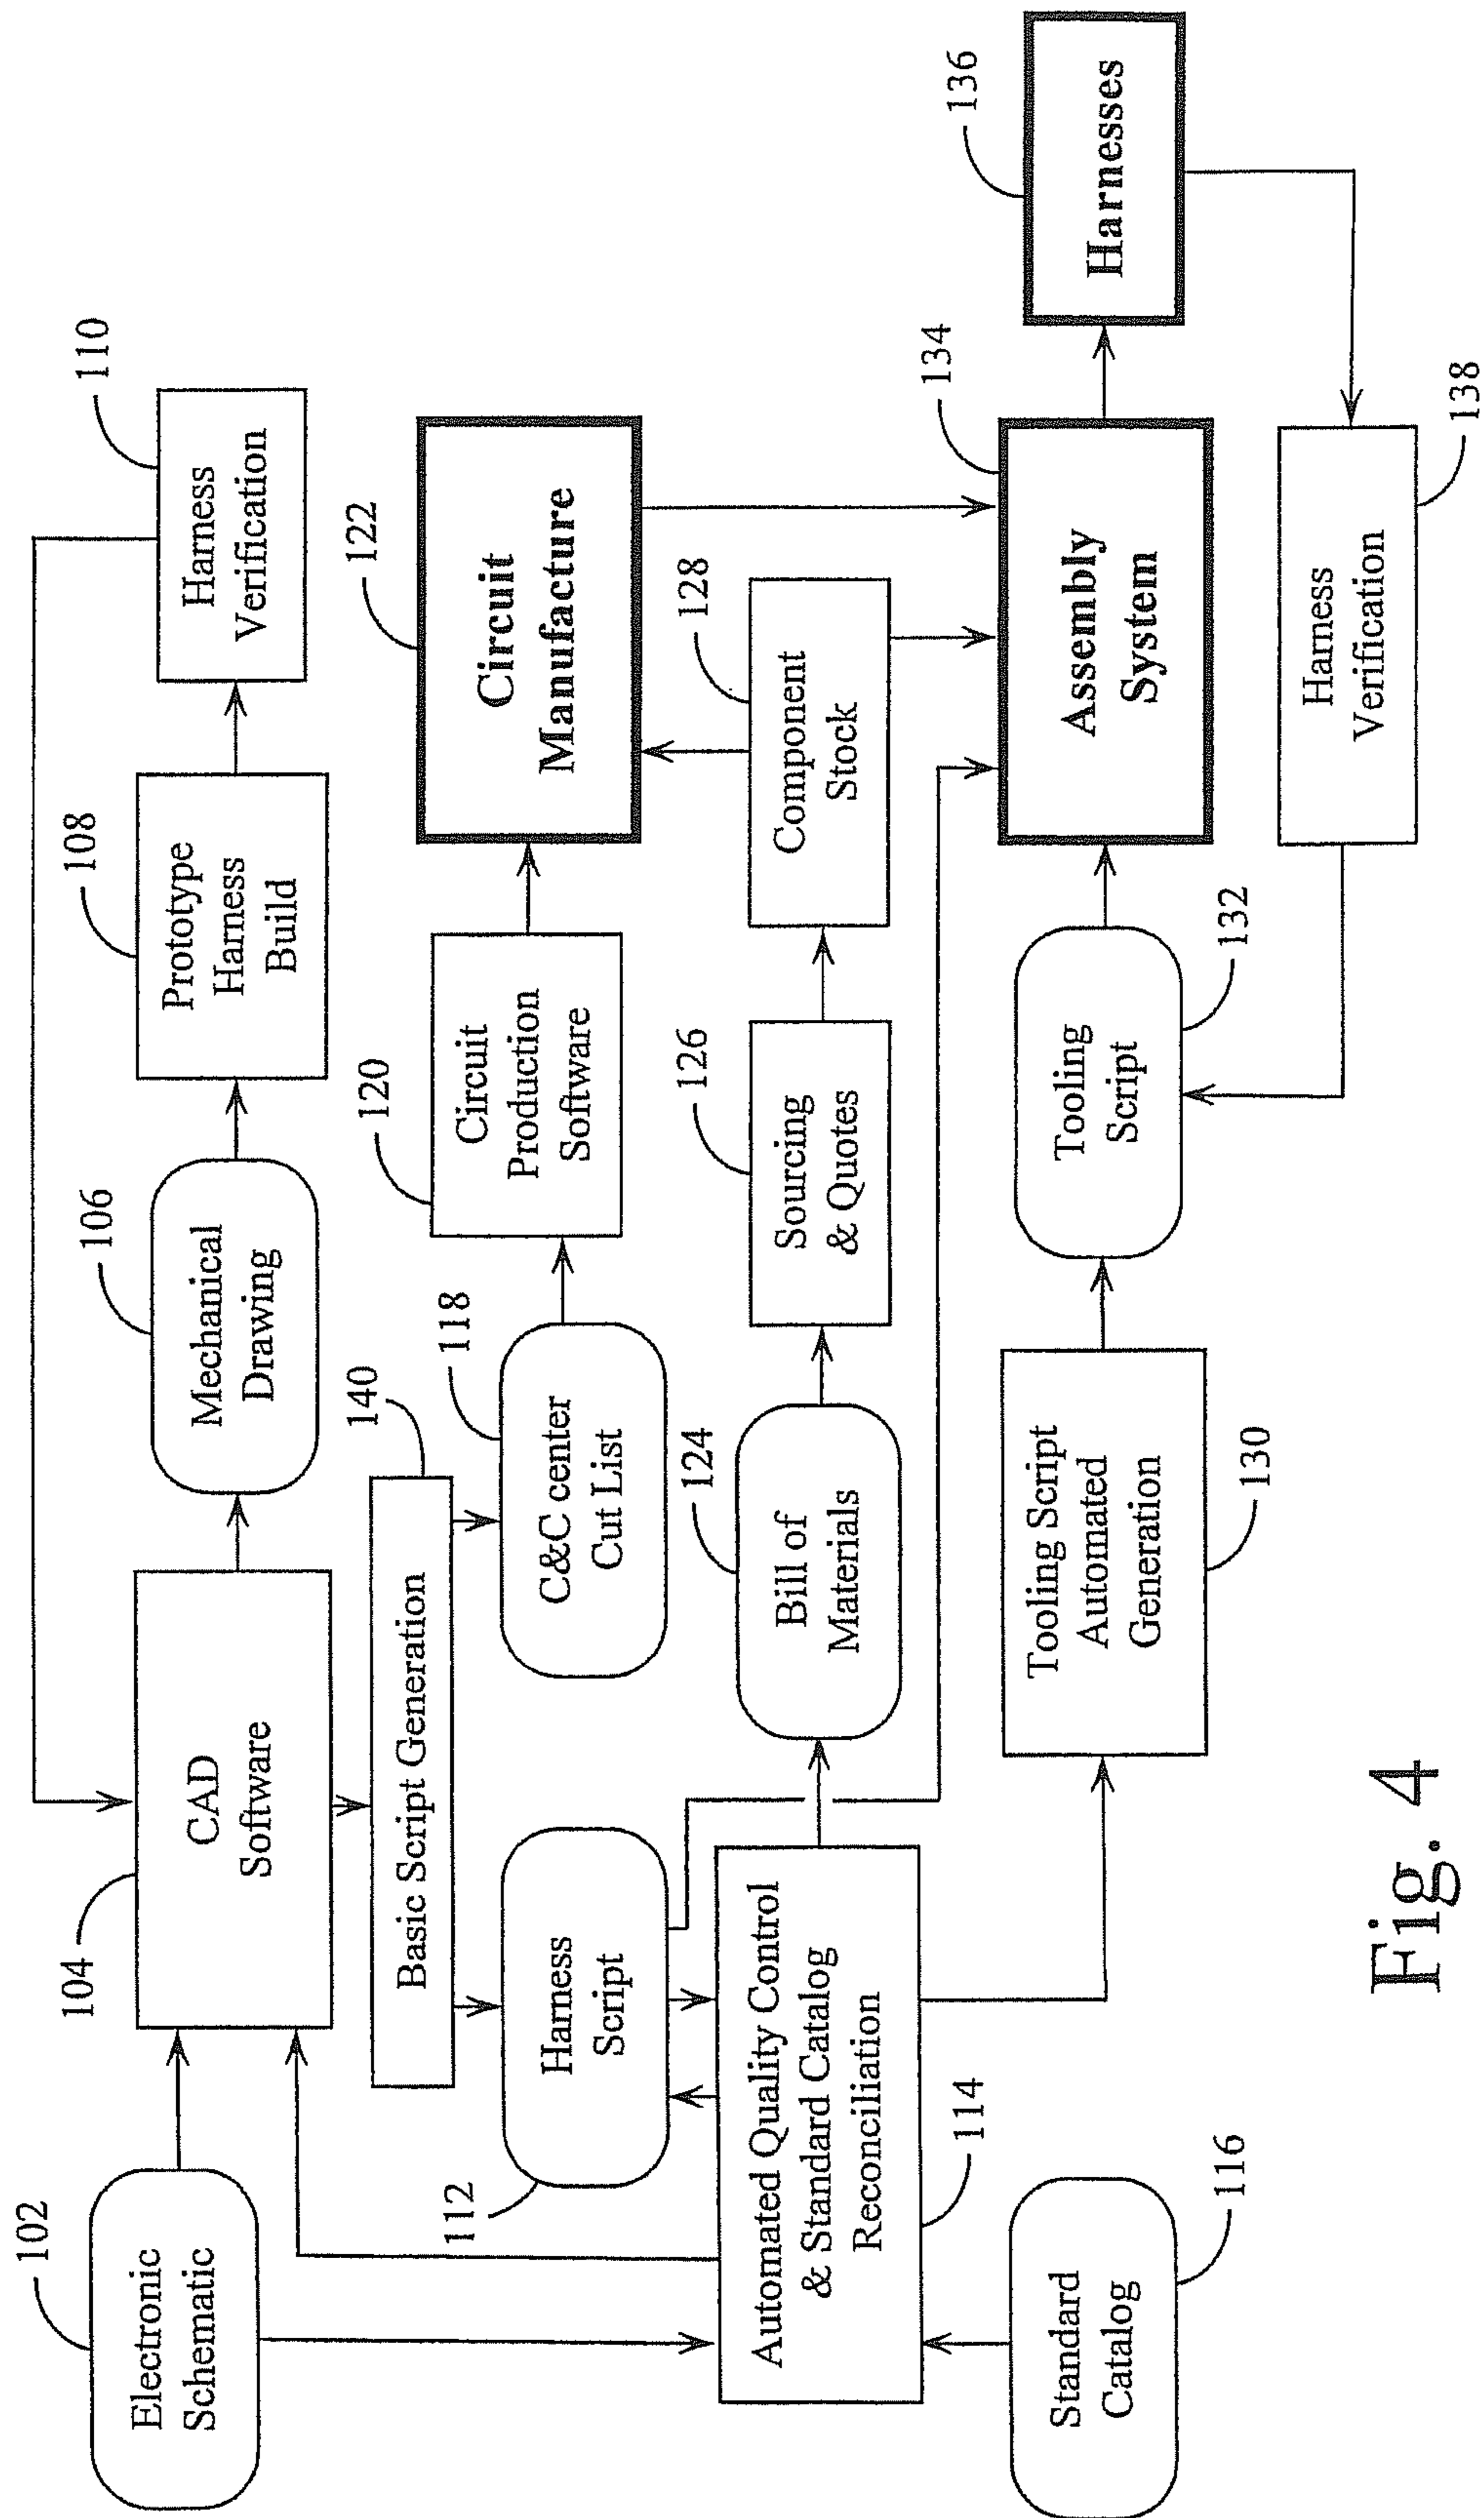 102
Electronic
Schematic
104
CAD
Software
106
Mechanical
Drawing
108
Prototype
Harness
Build
110
Harness
Verification
140
Basic Script Generation
112
Harness
Script
118
C&C center
Cut List
120
Circuit
Production
Software
122
Circuit
Manufacture
114
Automated Quality Control
& Standard Catalog
Reconciliation
124
Bill of
Materials
126
Sourcing
& Quotes
128
Component
Stock
116
Standard
Catalog
130
Tooling Script
Automated
Generation
132
Tooling
Script
134
Assembly
System
136
Harnesses
138
Harness
Verification
Fig. 4